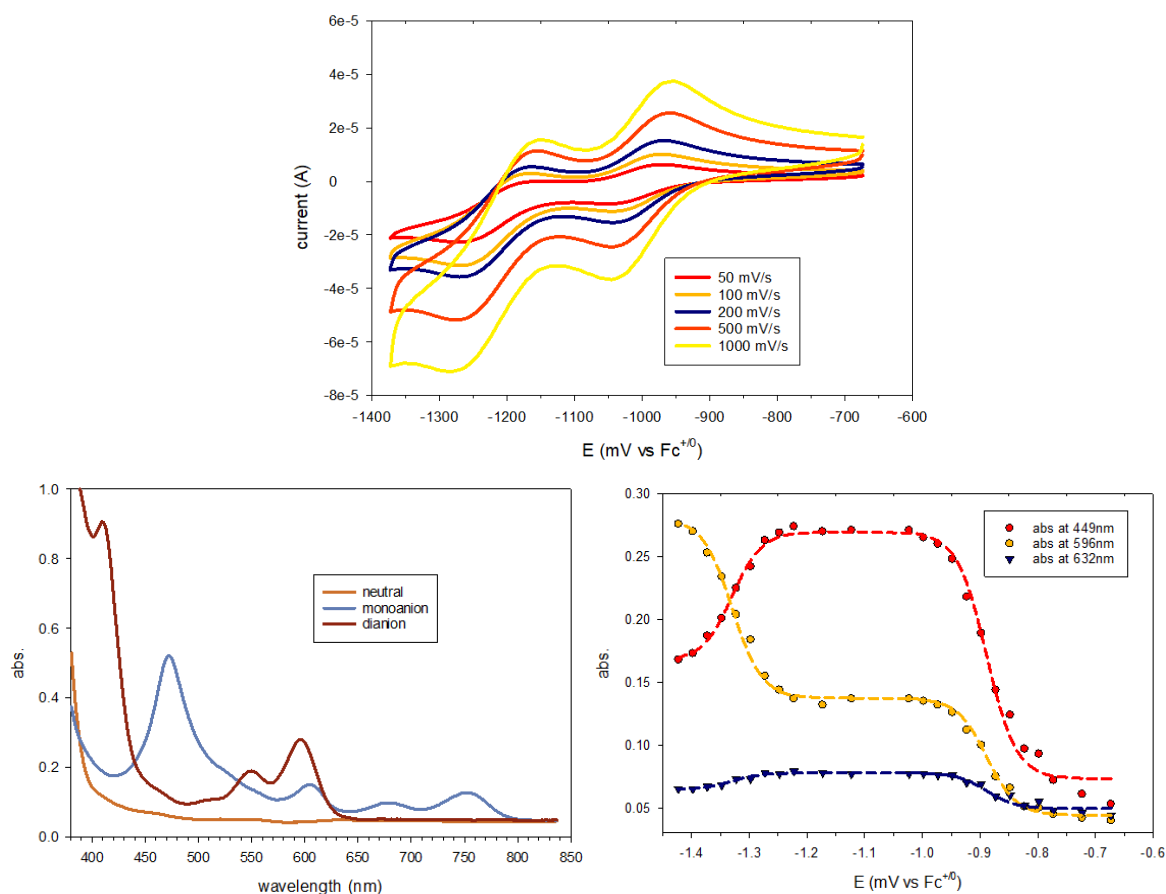 6e-5
4e-5
2e-5
0
-2e-5
-4e-5
-6e-5
-8e-5
current (A)
50 mV/s
100 mV/s
200 mV/s
500 mV/s
1000 mV/s
-1400 -1300 -1200 -1100 -1000 -900 -800 -700 -600
E (mV vs Fc+/0)
1.0
0.8
0.6
0.4
0.2
0.0
abs.
neutral
monoanion
dianion
400 450 500 550 600 650 700 750 800 850
wavelength (nm)
0.30
0.25
0.20
0.15
0.10
0.05
abs.
abs at 449nm
abs at 596nm
abs at 632nm
-1.4 -1.3 -1.2 -1.1 -1.0 -0.9 -0.8 -0.7 -0.6
E (mV vs Fc+/0)